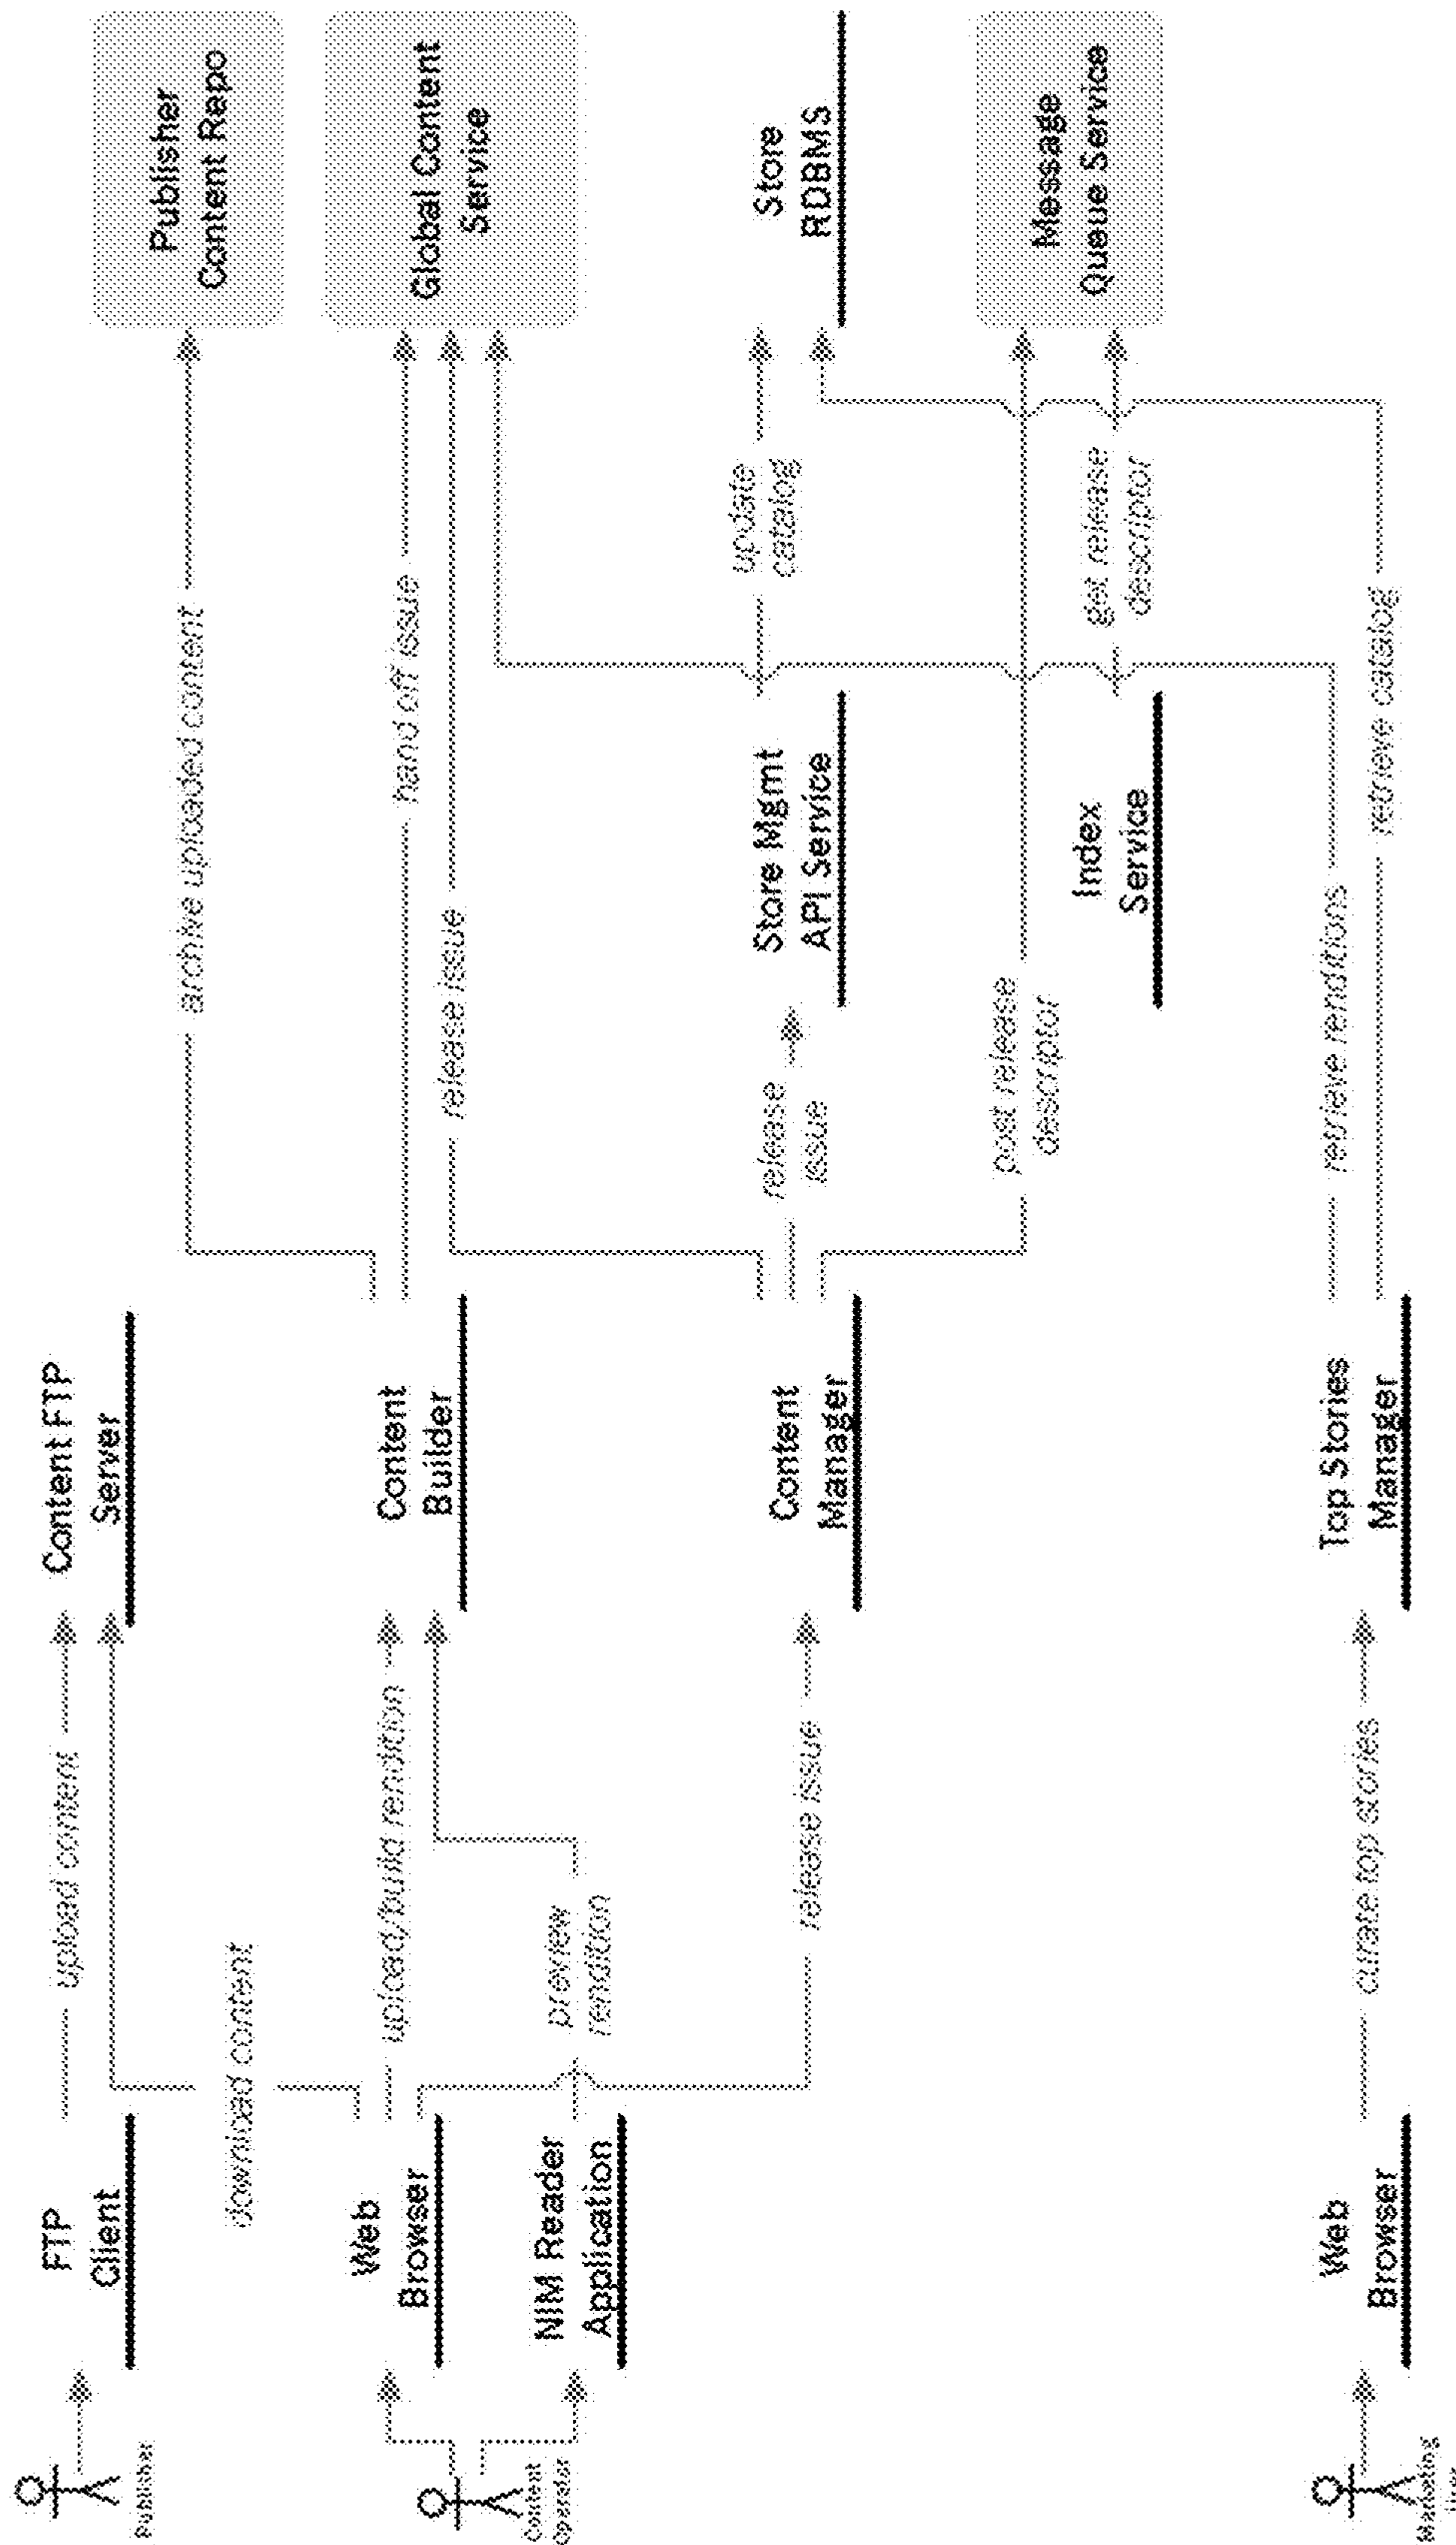 Publisher
FTP
Client
upload content
Content FTP
Server
archive uploaded content
Publisher
Content Repo
download content
Content
Operator
Web
Browser
upload/build rendition
Content
Builder
hand off issue
Global Content
Service
release issue
NIM Reader
Application
preview
rendition
release issue
Content
Manager
release
issue
Store Mgmt
API Service
update
catalog
Store
RDBMS
post release
descriptor
Message
Queue Service
Index
Service
get release
descriptor
Marketing
User
Web
Browser
curate top stories
Top Stories
Manager
retrieve renditions
retrieve catalog